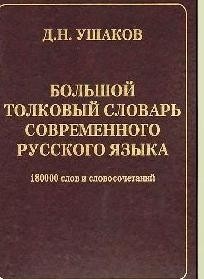 Д.Н. УШАКОВ
БОЛЬШОЙ
ТОЛКОВЫЙ СЛОВАРЬ
СОВРЕМЕННОГО
РУССКОГО ЯЗЫКА
180000 слов и словосочетаний